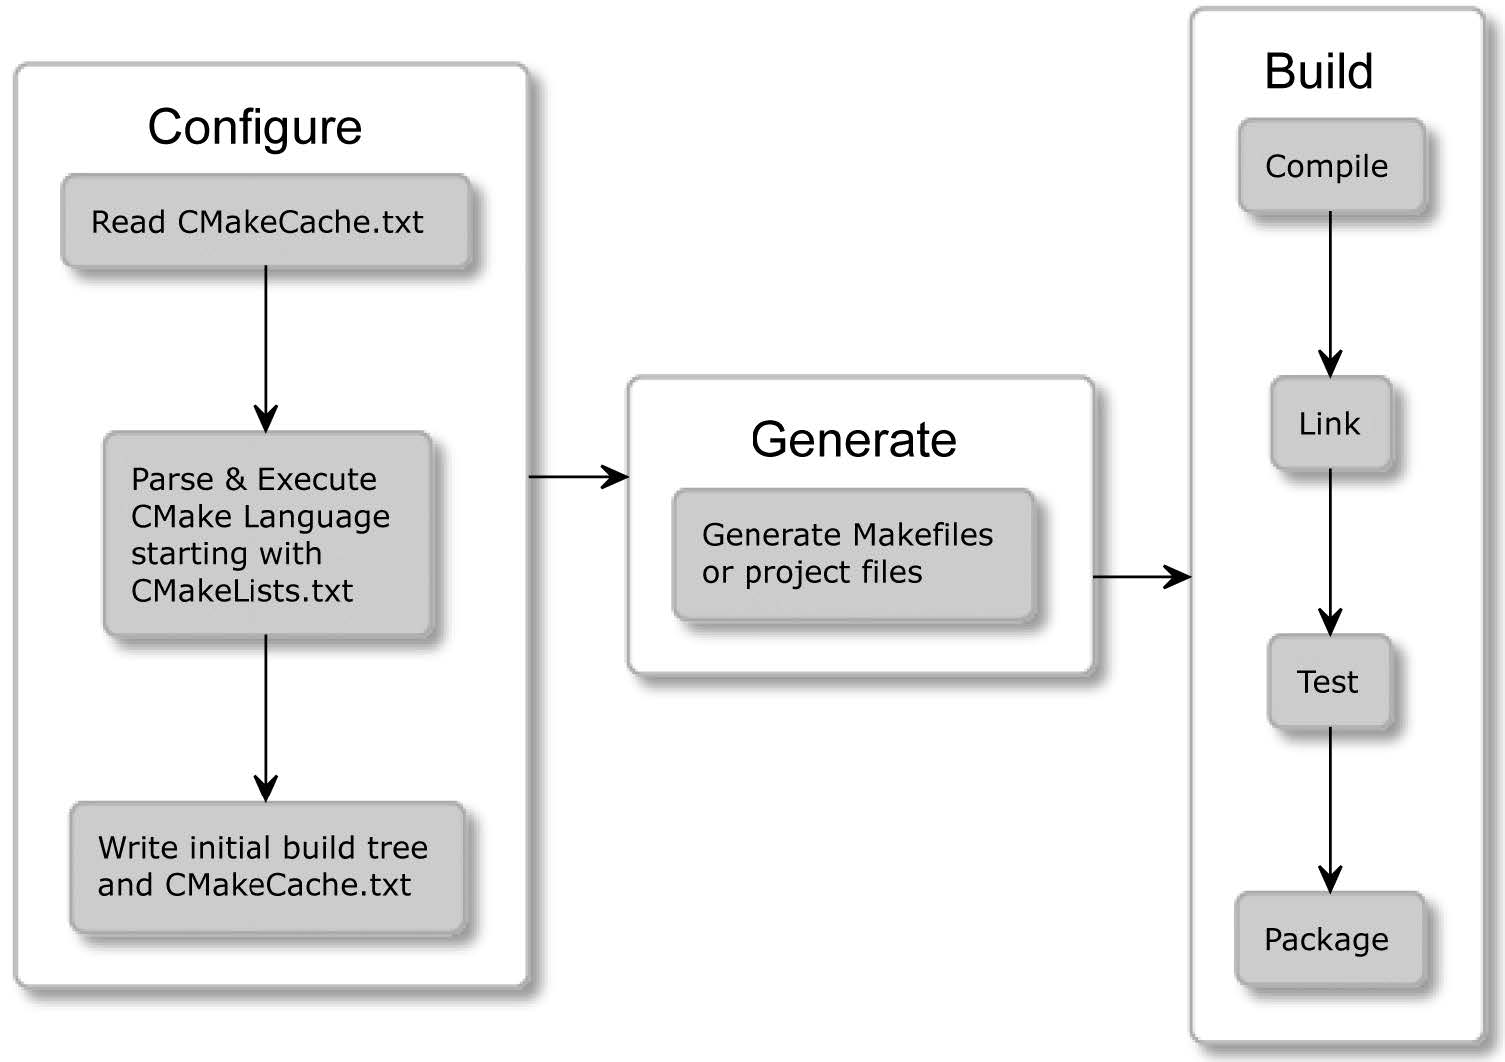 Configure
Read CMakeCache.txt
Parse & Execute
CMake Language
starting with
CMakeLists.txt
Write initial build tree
and CMakeCache.txt
Generate
Generate Makefiles
or project files
Build
Compile
Link
Test
Package